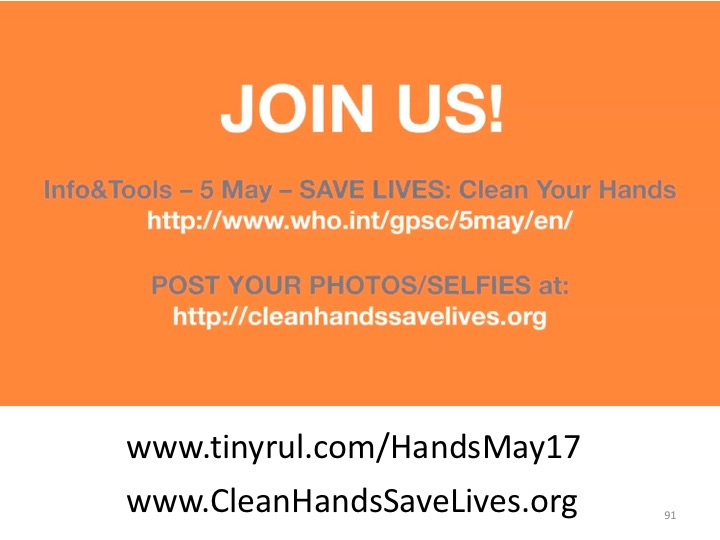 JOIN US!
Info&Tools – 5 May – SAVE LIVES: Clean Your Hands
http://www.who.int/gpsc/5may/en/
POST YOUR PHOTOS/SELFIES at:
http://cleanhandssavelives.org
www.tinyrul.com/HandsMay17
www.CleanHandsSaveLives.org
91